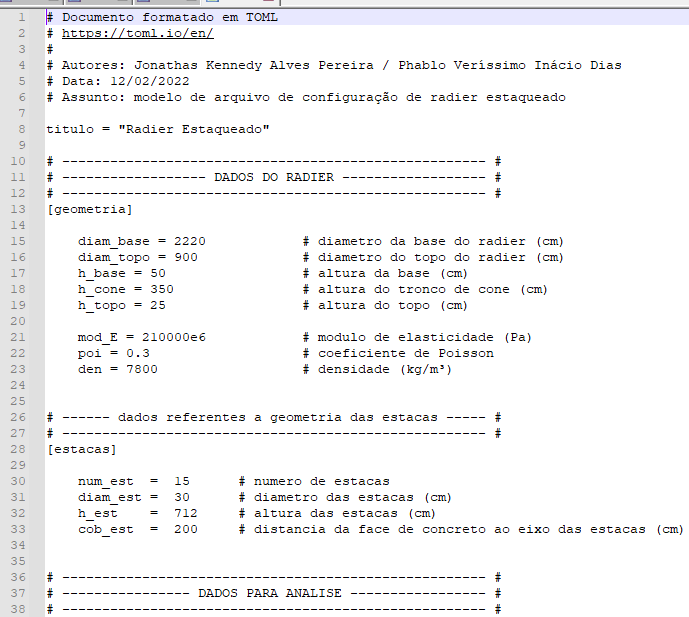 1 # Documento formatado em TOML
2 # https://toml.io/en/
3 #
4 # Autores: Jonathas Kennedy Alves Pereira / Phablo Veríssimo Inácio Dias
5 # Data: 12/02/2022
6 # Assunto: modelo de arquivo de configuração de radier estaqueado
7
8 titulo = "Radier Estaqueado"
9
10 # ----------------------------------------------------- #
11 # ------------------ DADOS DO RADIER ------------------ #
12 # ----------------------------------------------------- #
13 [geometria]
14
15 diam_base = 2220 # diametro da base do radier (cm)
16 diam_topo = 900 # diametro do topo do radier (cm)
17 h_base = 50 # altura da base (cm)
18 h_cone = 350 # altura do tronco de cone (cm)
19 h_topo = 25 # altura do topo (cm)
20
21 mod_E = 210000e6 # modulo de elasticidade (Pa)
22 poi = 0.3 # coeficiente de Poisson
23 den = 7800 # densidade (kg/m³)
24
25
26 # ------ dados referentes a geometria das estacas ----- #
27 # ----------------------------------------------------- #
28 [estacas]
29
30 num_est = 15 # numero de estacas
31 diam_est = 30 # diametro das estacas (cm)
32 h_est = 712 # altura das estacas (cm)
33 cob_est = 200 # distancia da face de concreto ao eixo das estacas (cm)
34
35
36 # ----------------------------------------------------- #
37 # ---------------- DADOS PARA ANALISE ----------------- #
38 # ----------------------------------------------------- #